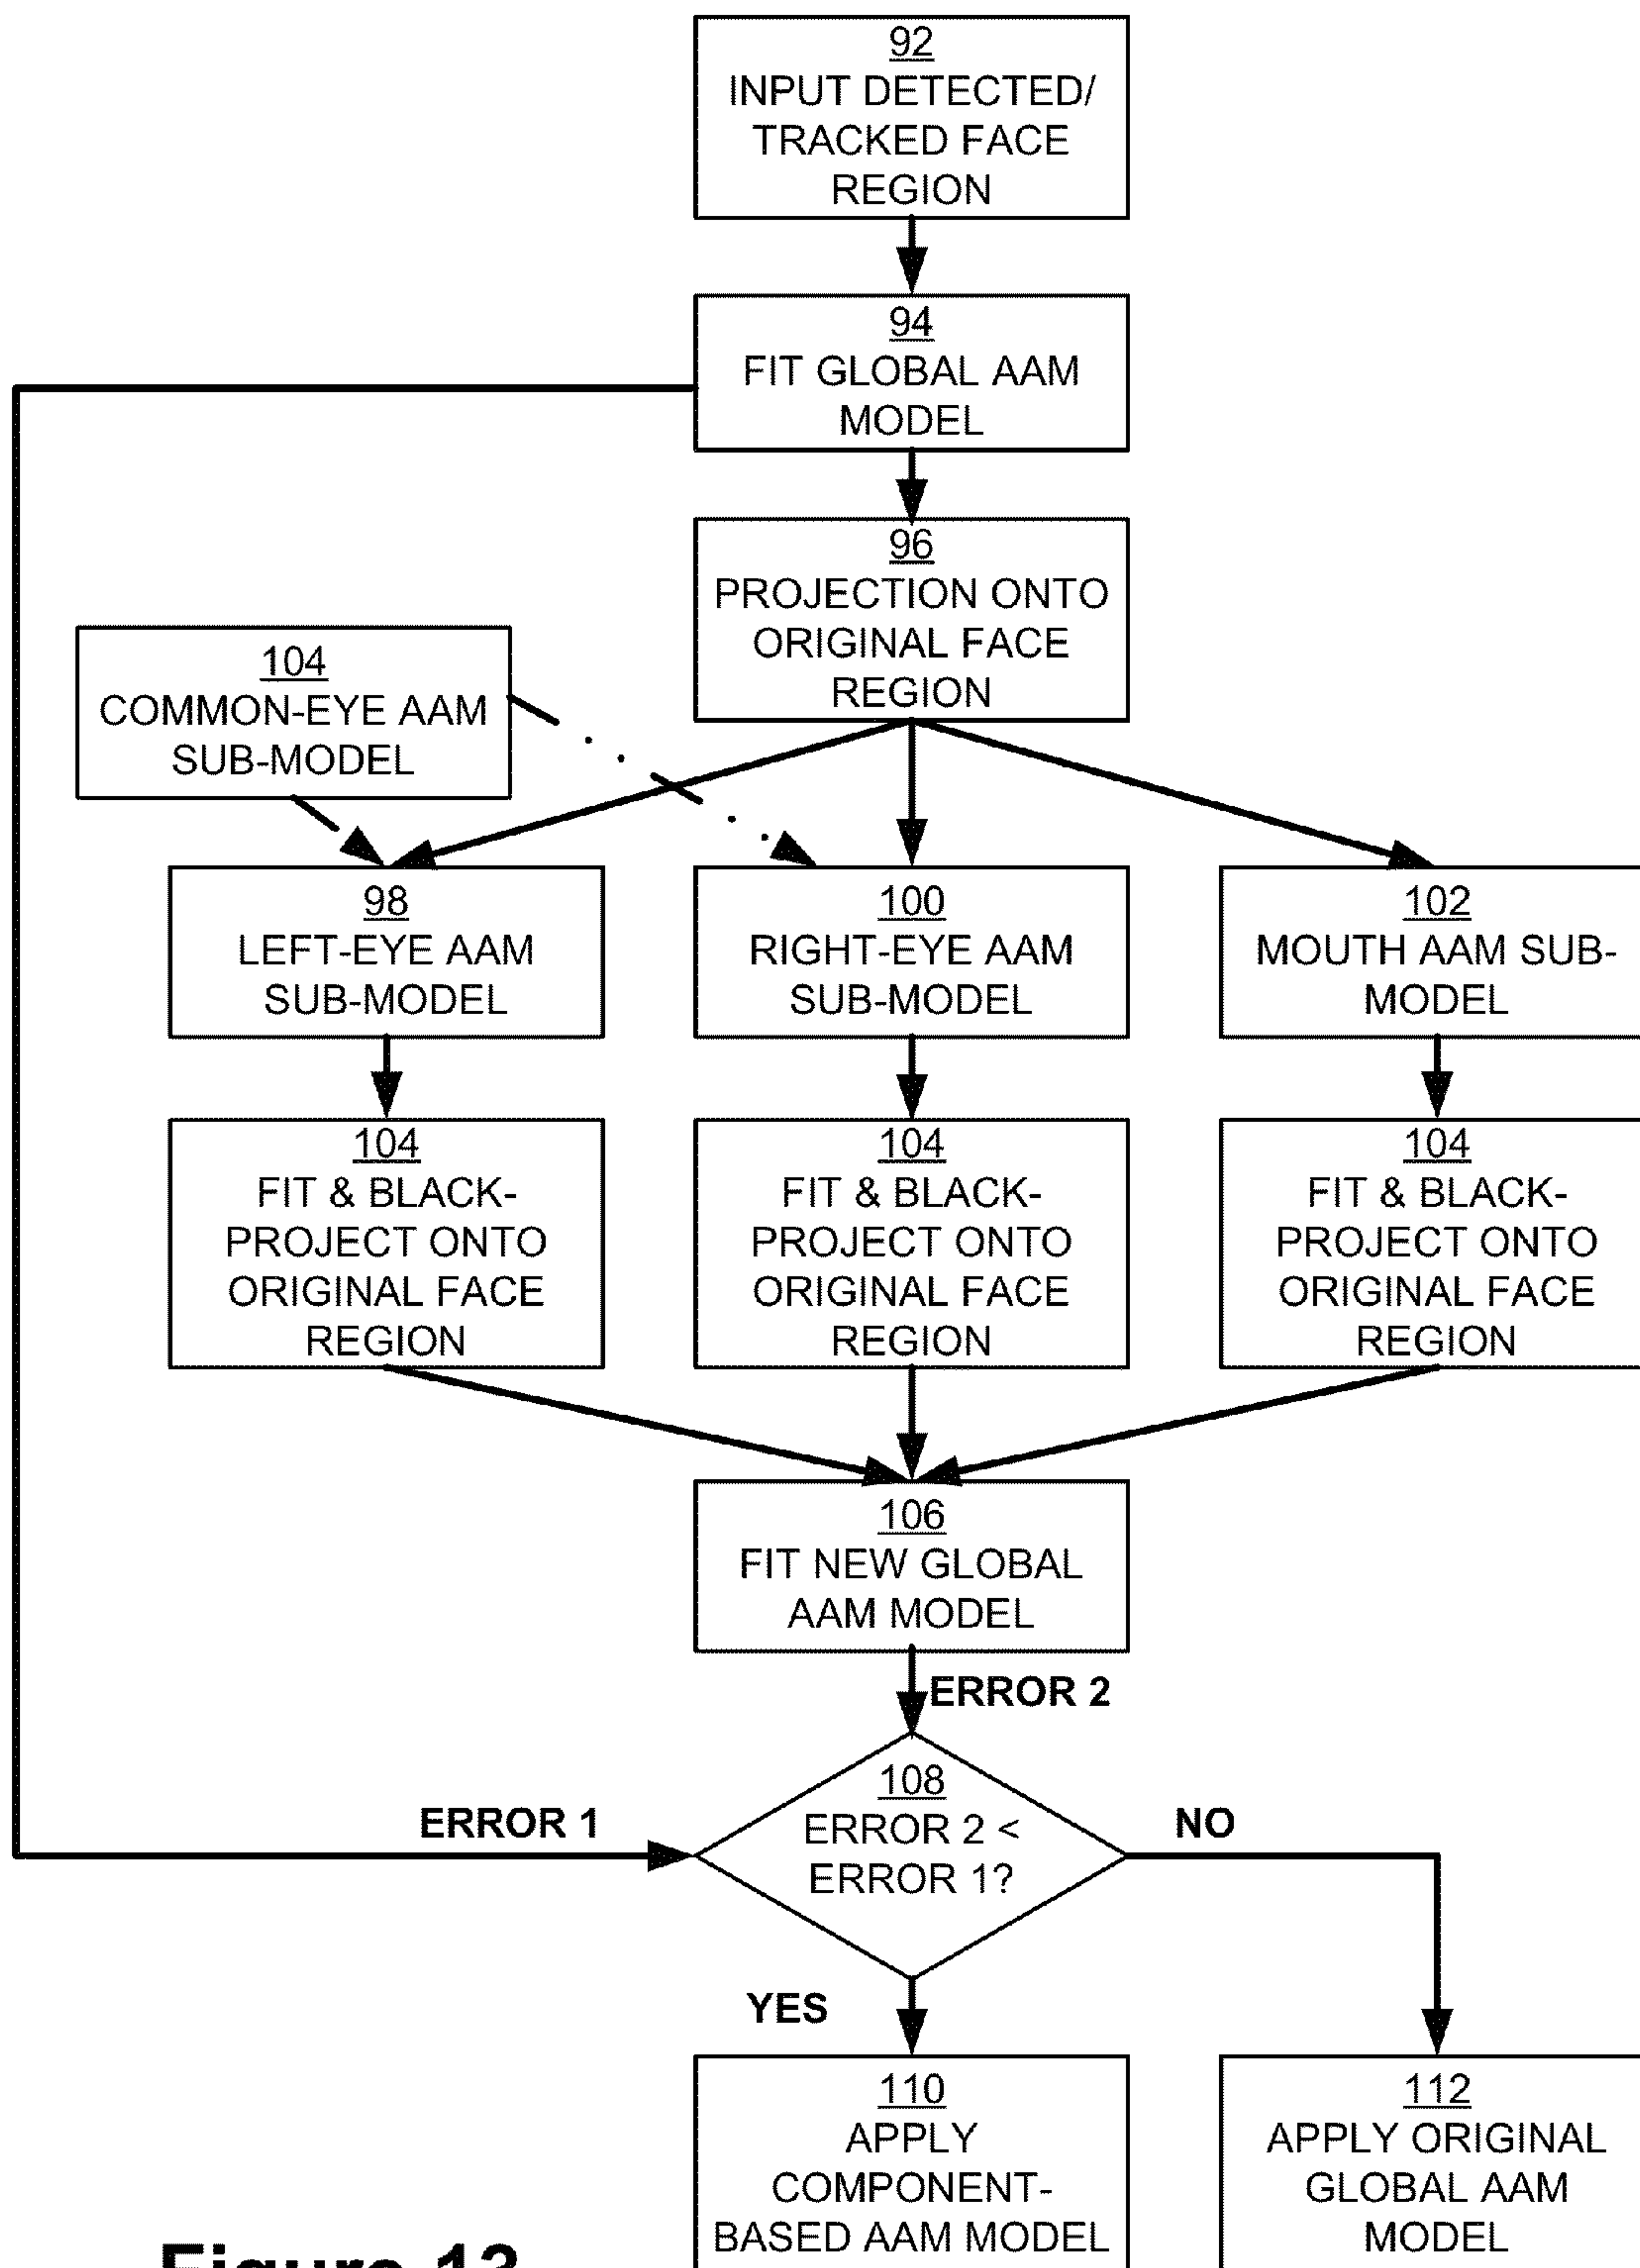 92
INPUT DETECTED/
TRACKED FACE
REGION
94
FIT GLOBAL AAM
MODEL
96
PROJECTION ONTO
ORIGINAL FACE
REGION
104
COMMON-EYE AAM
SUB-MODEL
98
LEFT-EYE AAM
SUB-MODEL
100
RIGHT-EYE AAM
SUB-MODEL
102
MOUTH AAM SUB-
MODEL
104
FIT & BLACK-
PROJECT ONTO
ORIGINAL FACE
REGION
104
FIT & BLACK-
PROJECT ONTO
ORIGINAL FACE
REGION
104
FIT & BLACK-
PROJECT ONTO
ORIGINAL FACE
REGION
106
FIT NEW GLOBAL
AAM MODEL
ERROR 2
108
ERROR 2 <
ERROR 1?
ERROR 1
NO
YES
110
APPLY
COMPONENT-
BASED AAM MODEL
112
APPLY ORIGINAL
GLOBAL AAM
MODEL
Figure